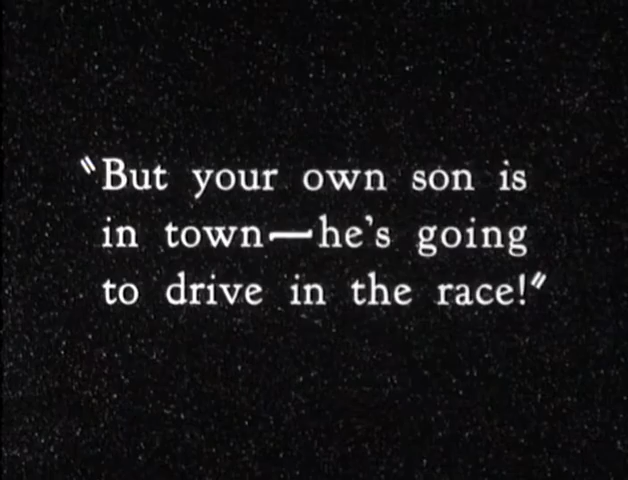 "But your own son is
in town—he's going
to drive in the race!"